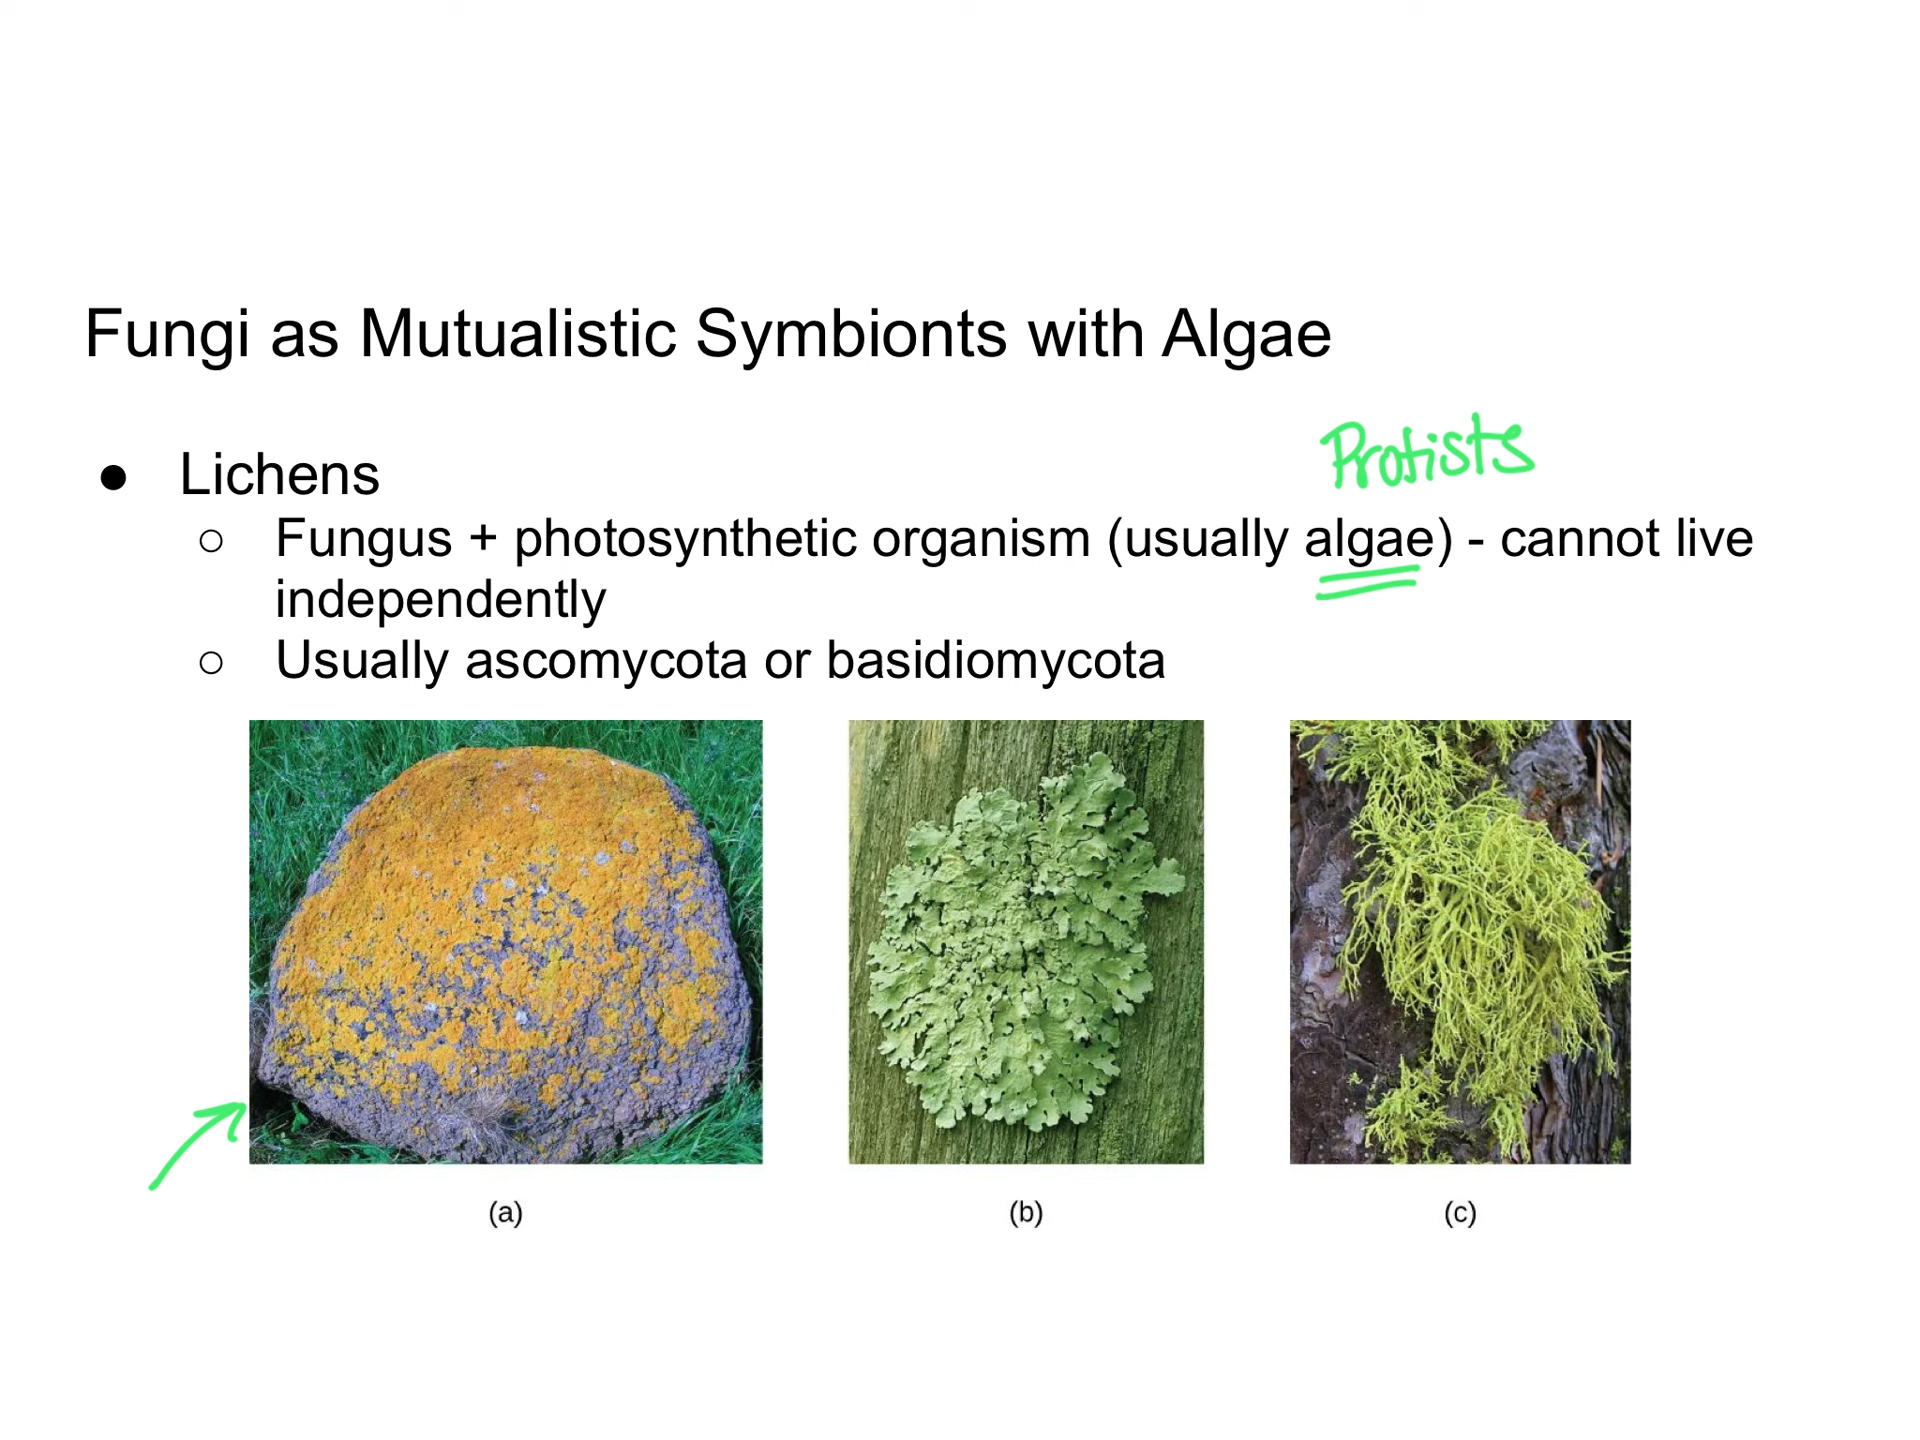 Fungi as Mutualistic Symbionts with Algae
Protists
● Lichens
○ Fungus + photosynthetic organism (usually algae) - cannot live
independently
○ Usually ascomycota or basidiomycota
(a) (b) (c)